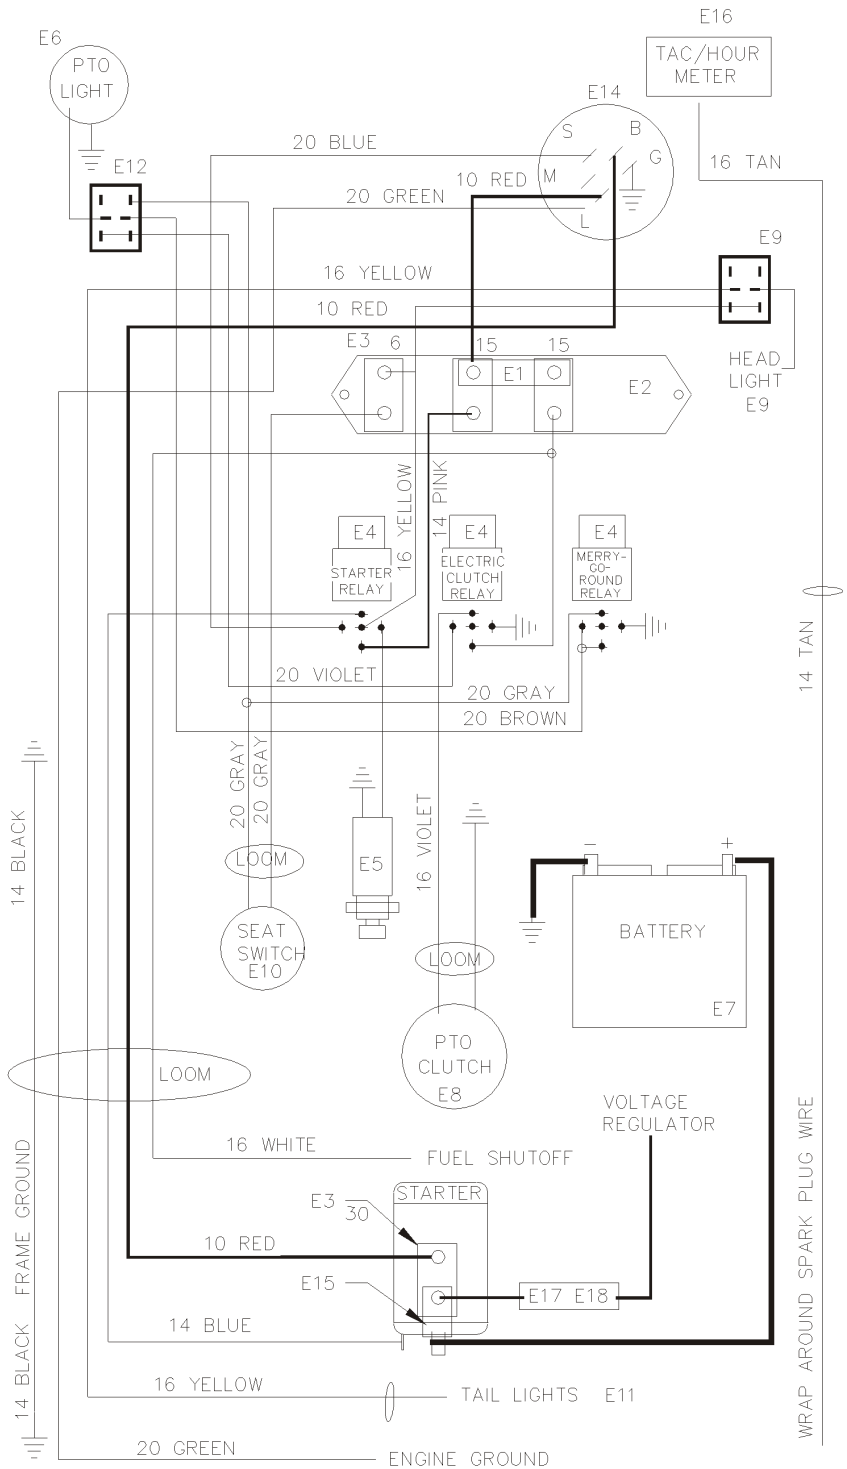 E16
E6
TAC/HOUR
METER
PTO
LIGHT
E14
S
B
G
M
L
E12
20 BLUE
10 RED
20 GREEN
16 TAN
E9
16 YELLOW
10 RED
E3
6
15
15
E1
E2
HEAD
LIGHT
E9
16 YELLOW
14 PINK
E4
STARTER
RELAY
E4
ELECTRIC
CLUTCH
RELAY
E4
MERRY-
GO-
ROUND
RELAY
14 TAN
20 VIOLET
20 GRAY
20 BROWN
20 GRAY
20 GRAY
14 BLACK
16 VIOLET
LOOM
E5
SEAT
SWITCH
E10
LOOM
-
+
BATTERY
E7
PTO
CLUTCH
E8
LOOM
VOLTAGE
REGULATOR
16 WHITE
FUEL SHUTOFF
STARTER
E3
30
10 RED
E15
E17 E18
14 BLUE
16 YELLOW
TAIL LIGHTS E11
20 GREEN
ENGINE GROUND
14 BLACK FRAME GROUND
WRAP AROUND SPARK PLUG WIRE